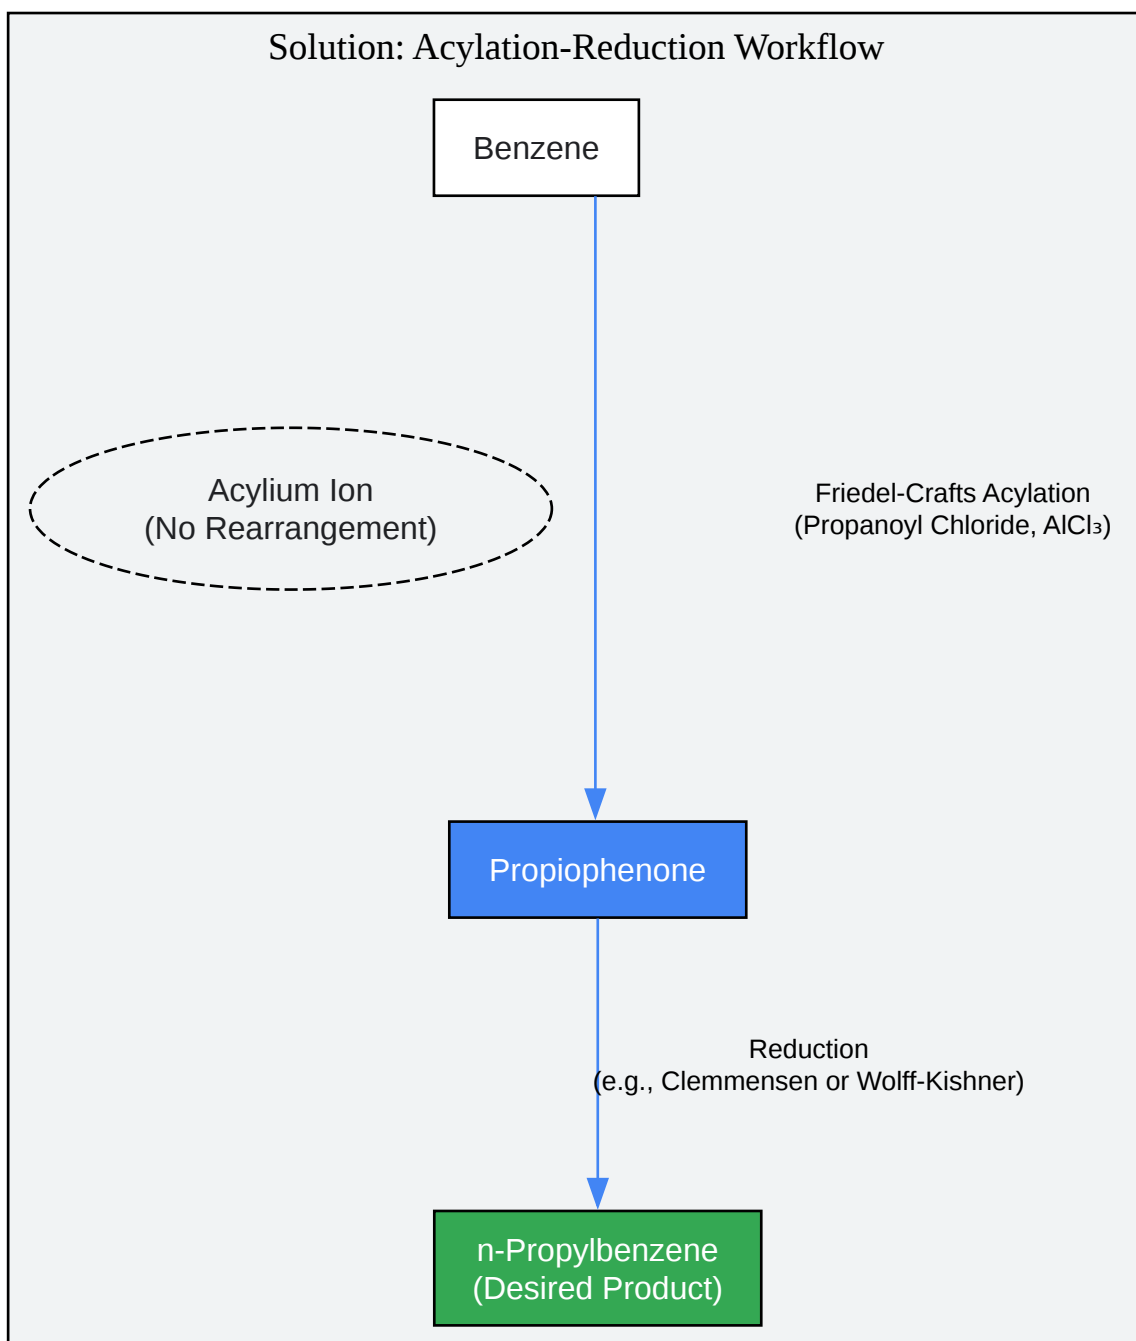 Solution: Acylation-Reduction Workflow
Benzene
Acylium Ion
(No Rearrangement)
Friedel-Crafts Acylation
(Propanoyl Chloride, AlCl₃)
Propiophenone
Reduction
(e.g., Clemmensen or Wolff-Kishner)
n-Propylbenzene
(Desired Product)